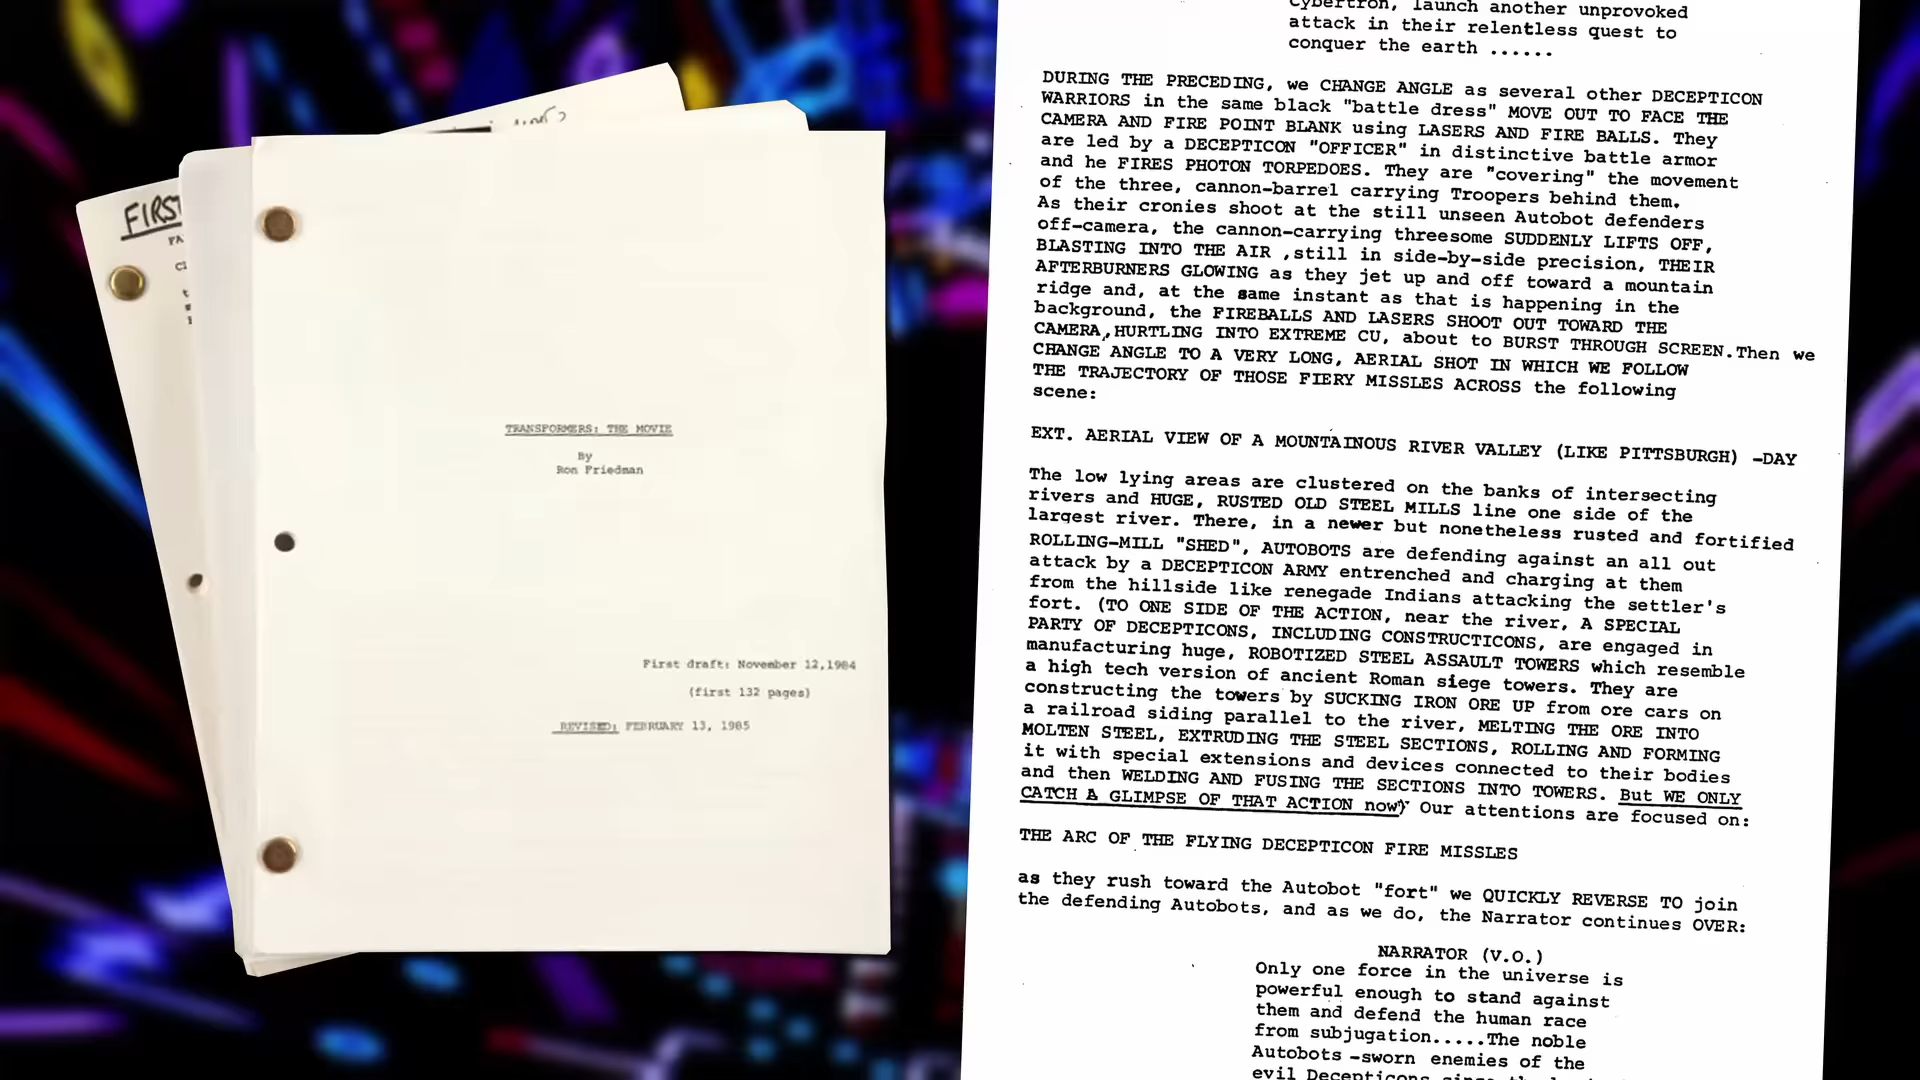 FIRST
TRANSFORMERS: THE MOVIE
By
Ron Friedman
First draft: November 12,1984
(first 132 pages)
REVISED: FEBRUARY 13, 1985
Cybertron, launch another unprovoked
attack in their relentless quest to
conquer the earth ......
DURING THE PRECEDING, we CHANGE ANGLE as several other DECEPTICON
WARRIORS in the same black "battle dress" MOVE OUT TO FACE THE
CAMERA AND FIRE POINT BLANK using LASERS AND FIRE BALLS. They
are led by a DECEPTICON "OFFICER" in distinctive battle armor
and he FIRES PHOTON TORPEDOES. They are "covering" the movement
of the three, cannon-barrel carrying Troopers behind them.
As their cronies shoot at the still unseen Autobot defenders
off-camera, the cannon-carrying threesome SUDDENLY LIFTS OFF,
BLASTING INTO THE AIR ,still in side-by-side precision, THEIR
AFTERBURNERS GLOWING as they jet up and off toward a mountain
ridge and, at the same instant as that is happening in the
background, the FIREBALLS AND LASERS SHOOT OUT TOWARD THE
CAMERA,HURTLING INTO EXTREME CU, about to BURST THROUGH SCREEN.Then we
CHANGE ANGLE TO A VERY LONG, AERIAL SHOT IN WHICH WE FOLLOW
THE TRAJECTORY OF THOSE FIERY MISSLES ACROSS the following
scene:
EXT. AERIAL VIEW OF A MOUNTAINOUS RIVER VALLEY (LIKE PITTSBURGH) -DAY
The low lying areas are clustered on the banks of intersecting
rivers and HUGE, RUSTED OLD STEEL MILLS line one side of the
largest river. There, in a newer but nonetheless rusted and fortified
ROLLING-MILL "SHED", AUTOBOTS are defending against an all out
attack by a DECEPTICON ARMY entrenched and charging at them
from the hillside like renegade Indians attacking the settler's
fort. (TO ONE SIDE OF THE ACTION, near the river, A SPECIAL
PARTY OF DECEPTICONS, INCLUDING CONSTRUCTICONS, are engaged in
manufacturing huge, ROBOTIZED STEEL ASSAULT TOWERS which resemble
a high tech version of ancient Roman siege towers. They are
constructing the towers by SUCKING IRON ORE UP from ore cars on
a railroad siding parallel to the river, MELTING THE ORE INTO
MOLTEN STEEL, EXTRUDING THE STEEL SECTIONS, ROLLING AND FORMING
it with special extensions and devices connected to their bodies
and then WELDING AND FUSING THE SECTIONS INTO TOWERS. But WE ONLY
CATCH A GLIMPSE OF THAT ACTION now) Our attentions are focused on:
THE ARC OF THE FLYING DECEPTICON FIRE MISSLES
as they rush toward the Autobot "fort" we QUICKLY REVERSE TO join
the defending Autobots, and as we do, the Narrator continues OVER:
NARRATOR (V.O.)
Only one force in the universe is
powerful enough to stand against
them and defend the human race
from subjugation.....The noble
Autobots -sworn enemies of the
evil Decepticons since